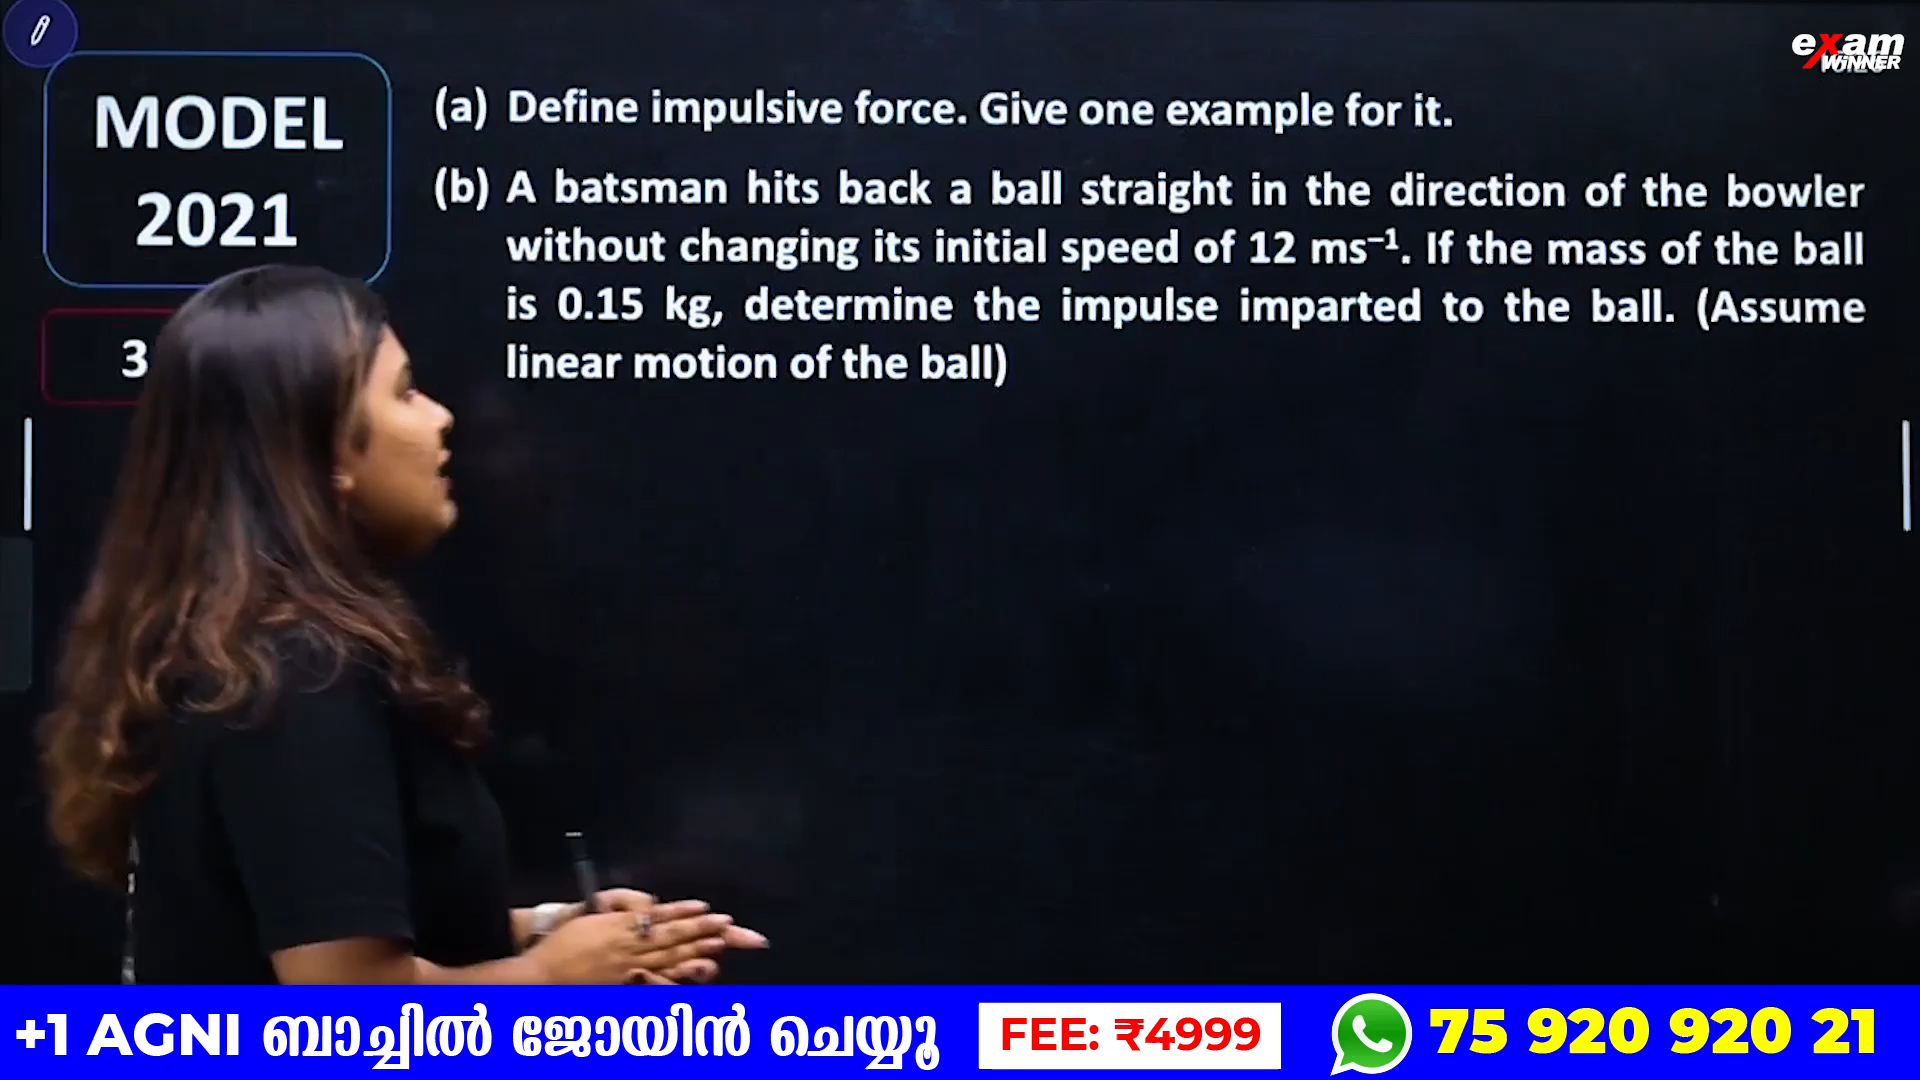 exam
WiNNER
MODEL
2021
3
(a) Define impulsive force. Give one example for it.
(b) A batsman hits back a ball straight in the direction of the bowler
without changing its initial speed of 12 ms⁻¹. If the mass of the ball
is 0.15 kg, determine the impulse imparted to the ball. (Assume
linear motion of the ball)
+1 AGNI ബാച്ചിൽ ജോയിൻ ചെയ്യൂ
FEE: ₹4999
75 920 920 21